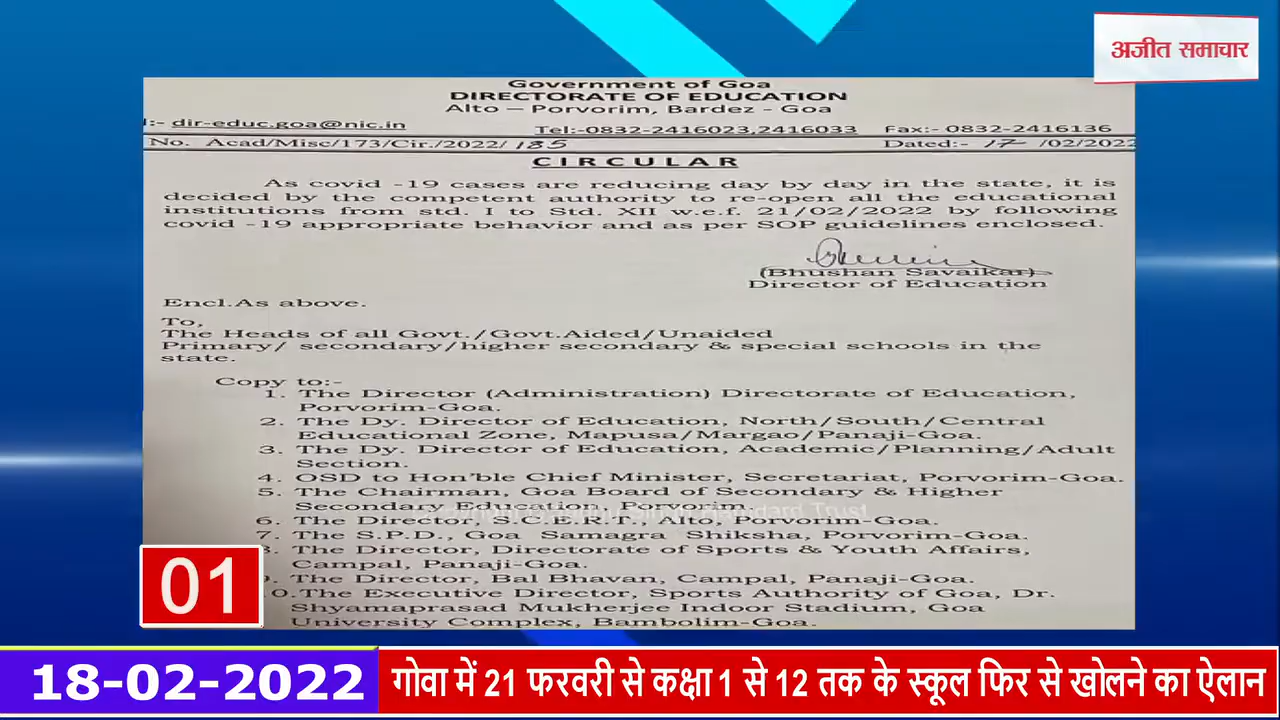 अजीत समाचार
Government of Goa
DIRECTORATE OF EDUCATION
Alto – Porvorim, Bardez - Goa
l:- dir-educ.goa@nic.in Tel:-0832-2416023,2416033 Fax:- 0832-2416136
No. Acad/Misc/173/Cir./2022/185 Dated:- 17 /02/2022
CIRCULAR
As covid -19 cases are reducing day by day in the state, it is
decided by the competent authority to re-open all the educational
institutions from std. I to Std. XII w.e.f. 21/02/2022 by following
covid -19 appropriate behavior and as per SOP guidelines enclosed.
(Bhushan Savaikar)
Director of Education
Encl.As above.
To,
The Heads of all Govt./Govt.Aided/Unaided
Primary/ secondary/higher secondary & special schools in the
state.
Copy to:-
1. The Director (Administration) Directorate of Education,
Porvorim-Goa.
2. The Dy. Director of Education, North/South/Central
Educational Zone, Mapusa/Margao/Panaji-Goa.
3. The Dy. Director of Education, Academic/Planning/Adult
Section.
4. OSD to Hon'ble Chief Minister, Secretariat, Porvorim-Goa.
5. The Chairman, Goa Board of Secondary & Higher
Secondary Education, Porvorim.
6. The Director, S.C.E.R.T., Alto, Porvorim-Goa.
7. The S.P.D., Goa Samagra Shiksha, Porvorim-Goa.
8. The Director, Directorate of Sports & Youth Affairs,
Campal, Panaji-Goa.
9. The Director, Bal Bhavan, Campal, Panaji-Goa.
10. The Executive Director, Sports Authority of Goa, Dr.
Shyamaprasad Mukherjee Indoor Stadium, Goa
University Complex, Bambolim-Goa.
01
18-02-2022
गोवा में 21 फरवरी से कक्षा 1 से 12 तक के स्कूल फिर से खोलने का ऐलान